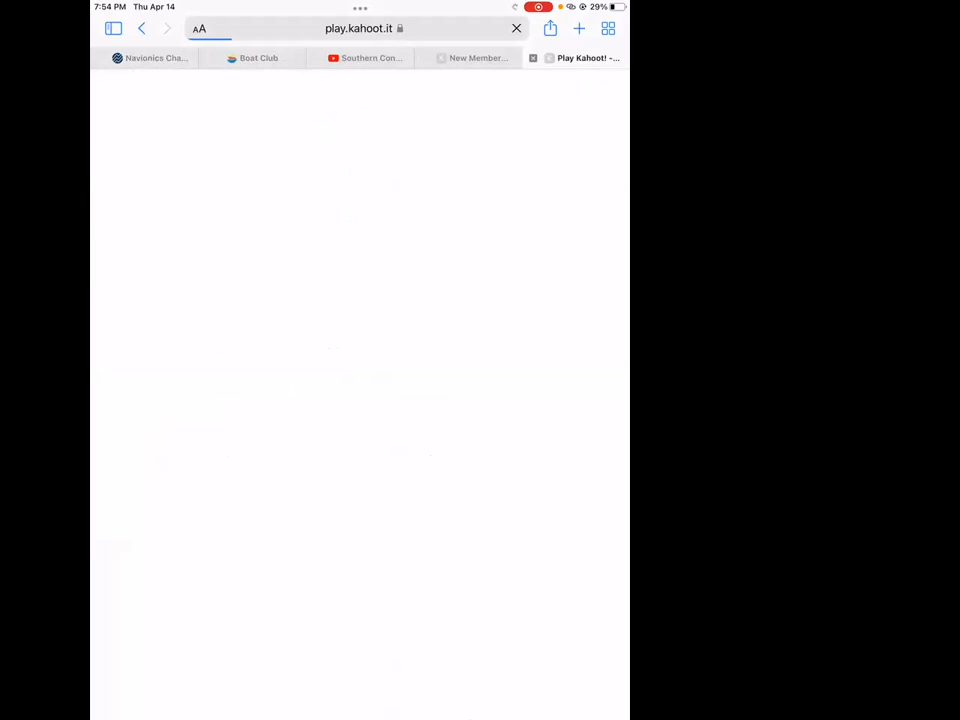 7:54 PM Thu Apr 14
29%
AA
play.kahoot.it
Navionics Cha...
Boat Club
Southern Con...
New Member...
Play Kahoot! -...